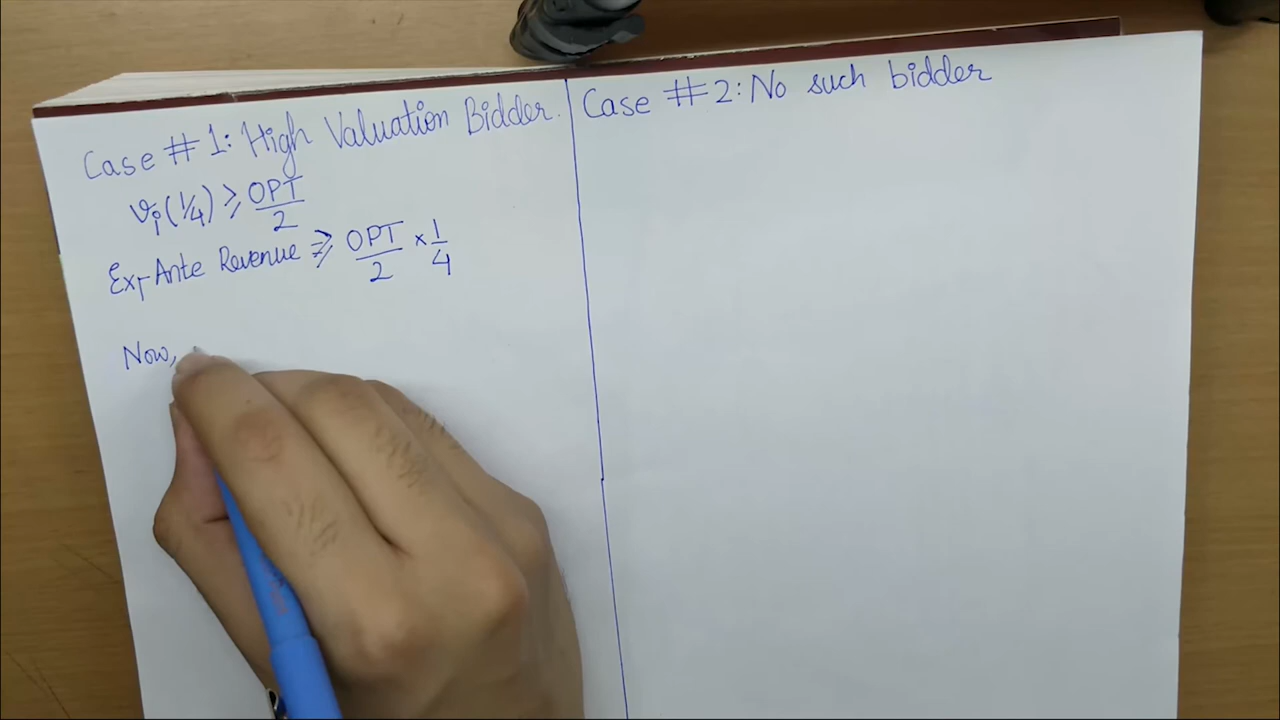 Case #1: High Valuation Bidder.
vᵢ(1/4) ≥ OPT/2
Ex-Ante Revenue ≥ OPT/2 × 1/4
Now,
Case #2: No such bidder